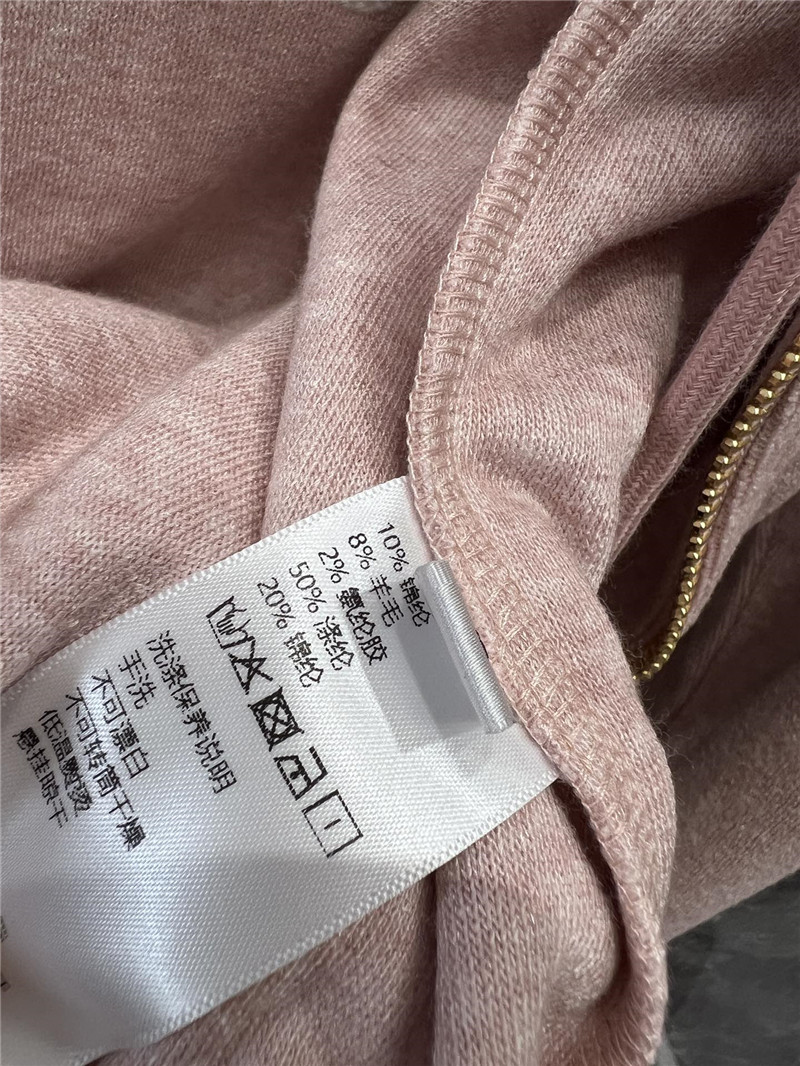 10% 锦纶
8% 羊毛
2% 氨纶胶
50% 涤纶
20% 锦纶
洗涤保养说明
手洗
不可漂白
不可转筒干燥
低温熨烫
悬挂晾干